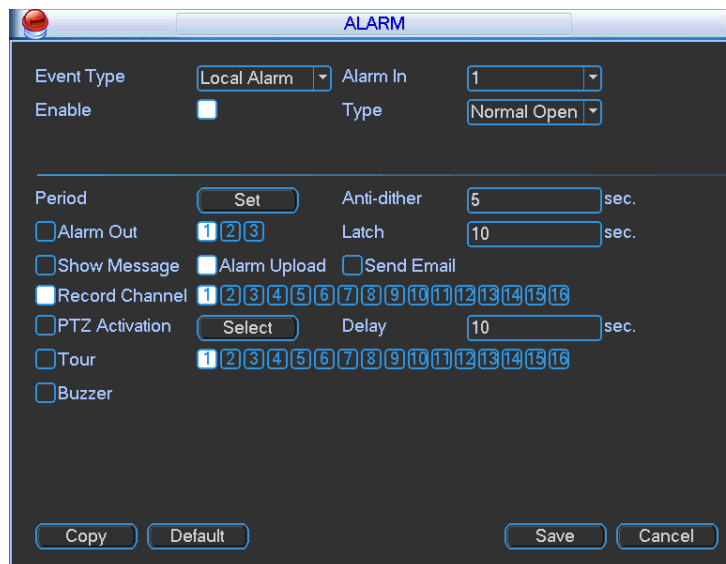 ALARM
Event Type Local Alarm Alarm In 1
Enable Type Normal Open
Period Set Anti-dither 5 sec.
Alarm Out 1 2 3 Latch 10 sec.
Show Message Alarm Upload Send Email
Record Channel 1 2 3 4 5 6 7 8 9 10 11 12 13 14 15 16
PTZ Activation Select Delay 10 sec.
Tour 1 2 3 4 5 6 7 8 9 10 11 12 13 14 15 16
Buzzer
Copy Default Save Cancel